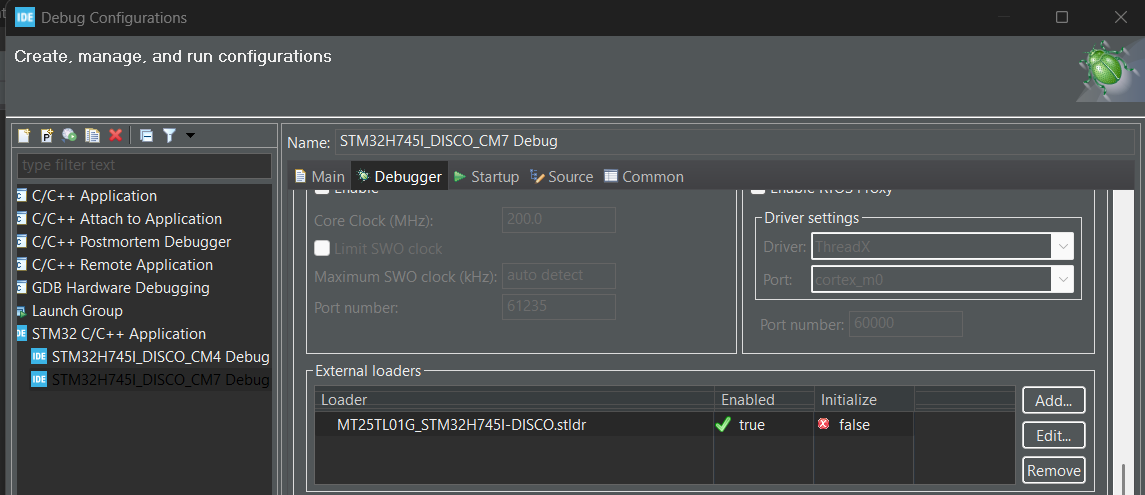 IDE Debug Configurations
Create, manage, and run configurations
Name: STM32H745I_DISCO_CM7 Debug
type filter text
C/C++ Application
C/C++ Attach to Application
C/C++ Postmortem Debugger
C/C++ Remote Application
GDB Hardware Debugging
Launch Group
STM32 C/C++ Application
IDE STM32H745I_DISCO_CM4 Debug
IDE STM32H745I_DISCO_CM7 Debug
Main Debugger Startup Source Common
Enable
Core Clock (MHz): 200.0
Limit SWO clock
Maximum SWO clock (kHz): auto detect
Port number: 61235
Enable RTOS Proxy
Driver settings
Driver: ThreadX
Port: cortex_m0
Port number: 60000
External loaders
Loader Enabled Initialize
MT25TL01G_STM32H745I-DISCO.stldr true false
Add...
Edit...
Remove